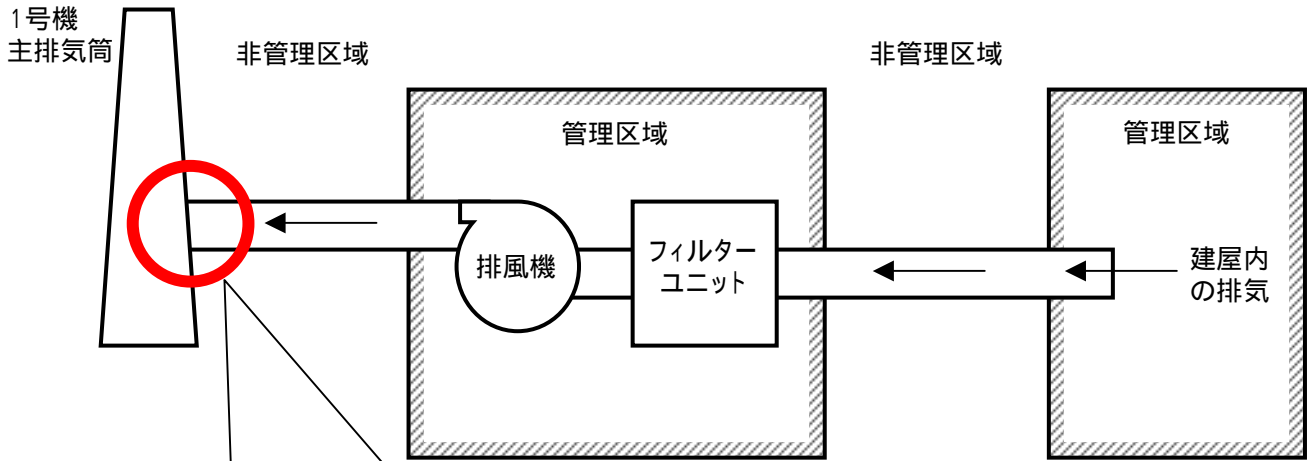 1号機
主排気筒
非管理区域
非管理区域
管理区域
管理区域
排風機
フィルター
ユニット
建屋内
の排気